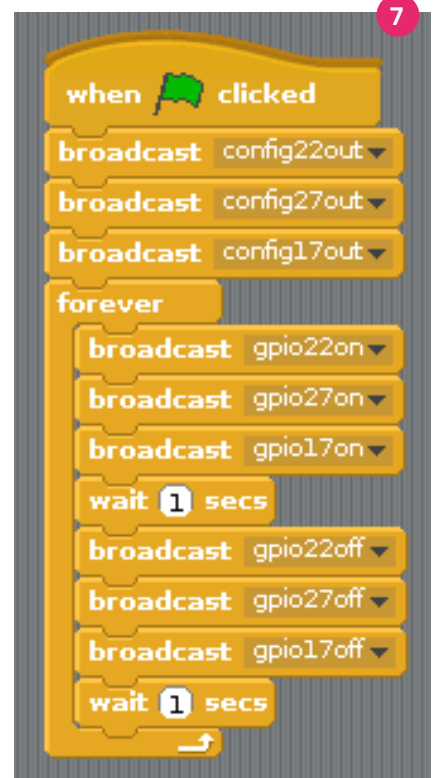 7
when clicked
broadcast config22out
broadcast config27out
broadcast config17out
forever
broadcast gpio22on
broadcast gpio27on
broadcast gpio17on
wait 1 secs
broadcast gpio22off
broadcast gpio27off
broadcast gpio17off
wait 1 secs